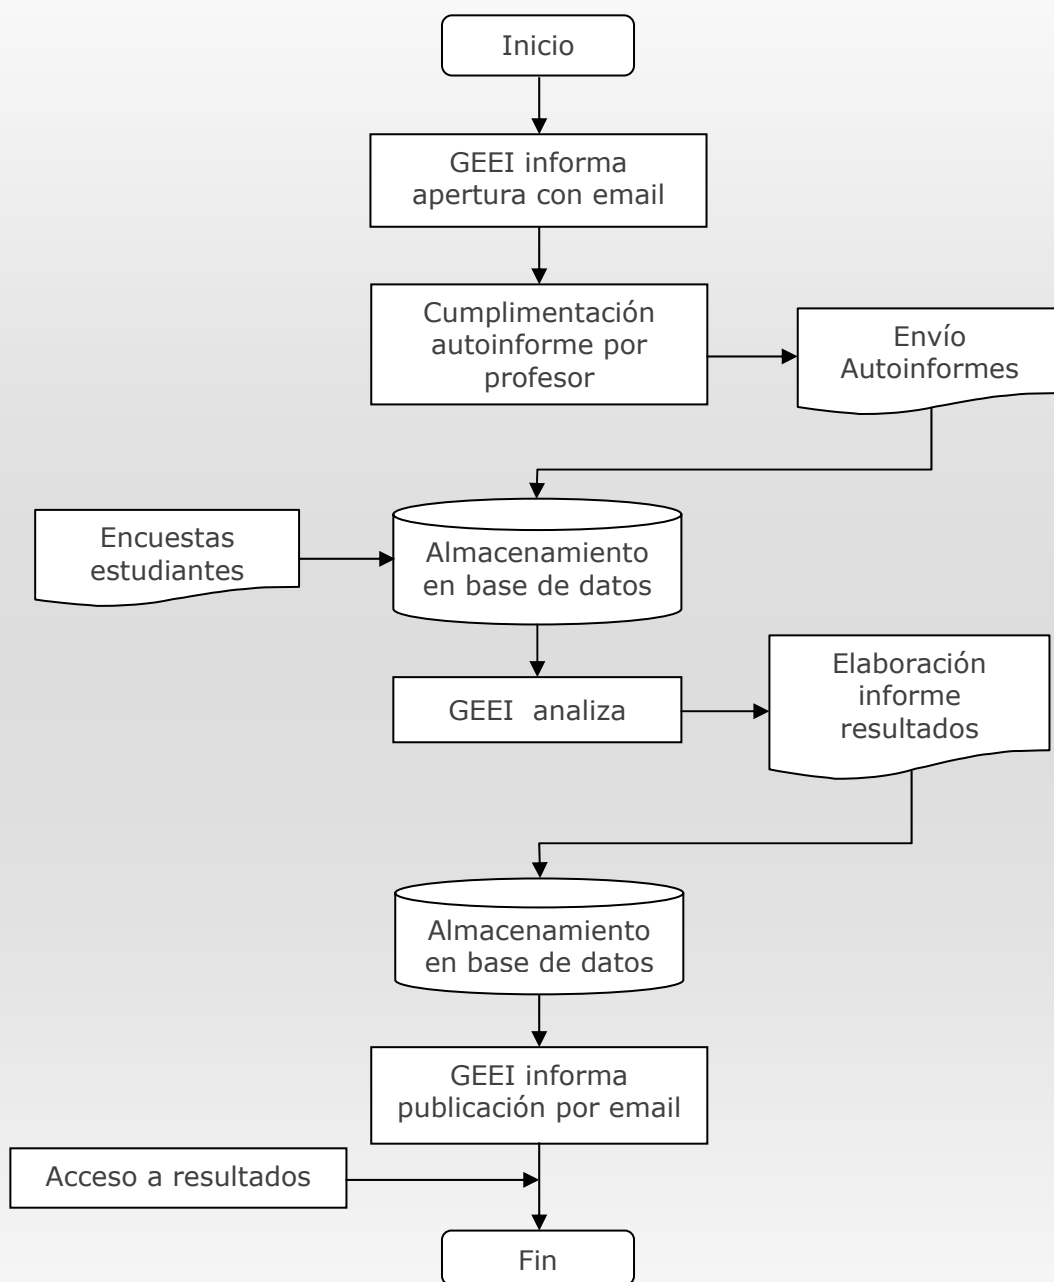 Inicio
GEEI informa
apertura con email
Cumplimentación
autoinforme por
profesor
Envío
Autoinformes
Encuestas
estudiantes
Almacenamiento
en base de datos
GEEI  analiza
Elaboración
informe
resultados
Almacenamiento
en base de datos
GEEI informa
publicación por email
Acceso a resultados
Fin